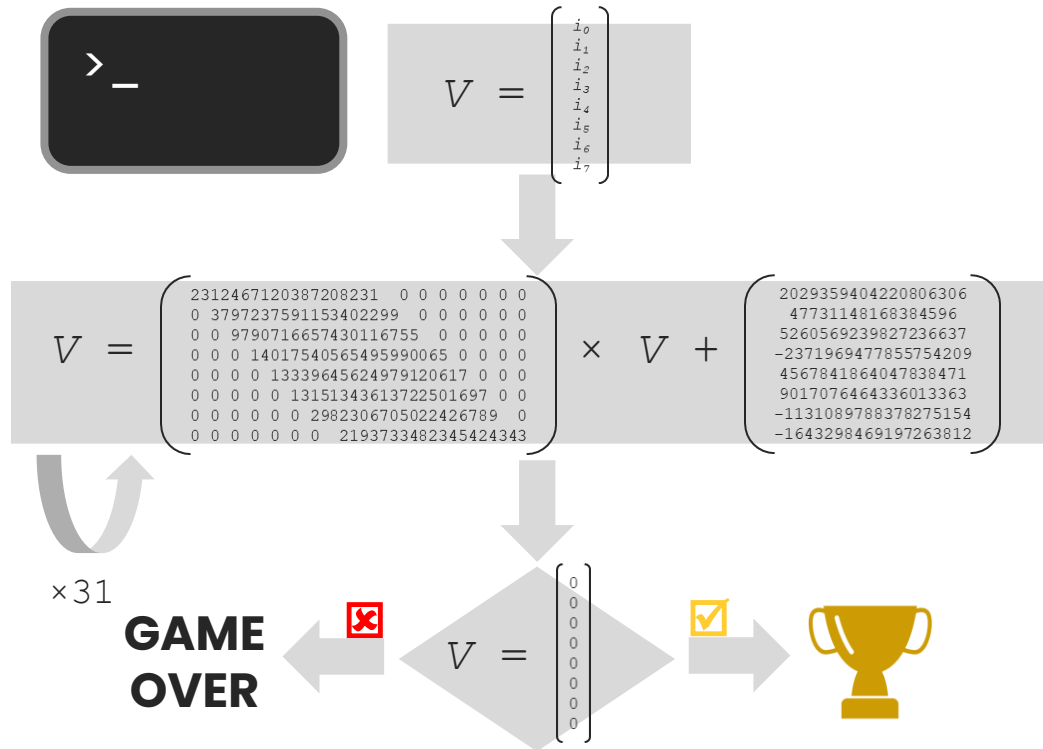 >_
V = ( i0
i1
i2
i3
i4
i5
i6
i7 )
V = ( 2312467120387208231 0 0 0 0 0 0 0
0 3797237591153402299 0 0 0 0 0 0
0 0 9790716657430116755 0 0 0 0 0
0 0 0 140175405654959900065 0 0 0 0
0 0 0 0 13339645624979120617 0 0 0
0 0 0 0 0 13151343613722501697 0 0
0 0 0 0 0 0 2982306705022426789 0
0 0 0 0 0 0 0 2193733482345424343 )
× V + ( 2029359404220806306
47731148168384596
5260569239827236637
-2371969477855754209
4567841864047838471
9017076464336013363
-1131089788378275154
-1643298469197263812 )
×31
GAME
OVER
V = ( 0
0
0
0
0
0
0
0 )